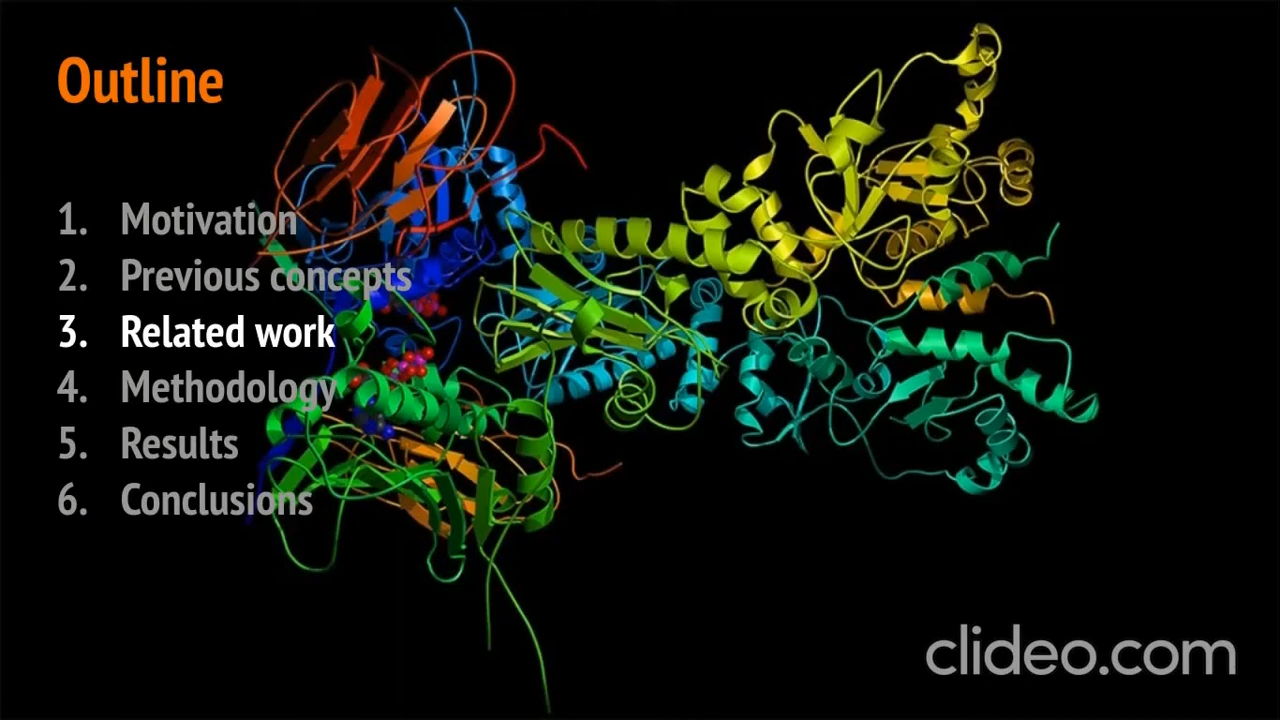 Outline
1. Motivation
2. Previous concepts
3. Related work
4. Methodology
5. Results
6. Conclusions
clideo.com